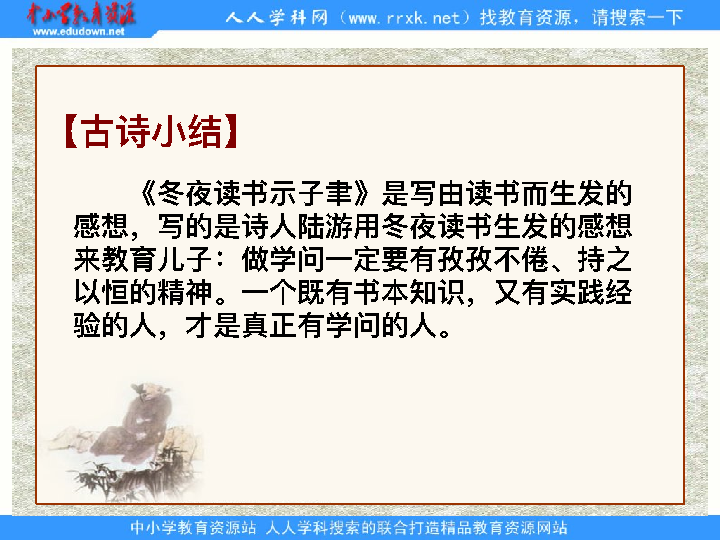 中小学教育资源
www.edudown.net
人人学科网（www.rrxk.net）找教育资源，请搜索一下
【古诗小结】
《冬夜读书示子聿》是写由读书而生发的
感想，写的是诗人陆游用冬夜读书生发的感想
来教育儿子：做学问一定要有孜孜不倦、持之
以恒的精神。一个既有书本知识，又有实践经
验的人，才是真正有学问的人。
中小学教育资源站 人人学科搜索的联合打造精品教育资源网站